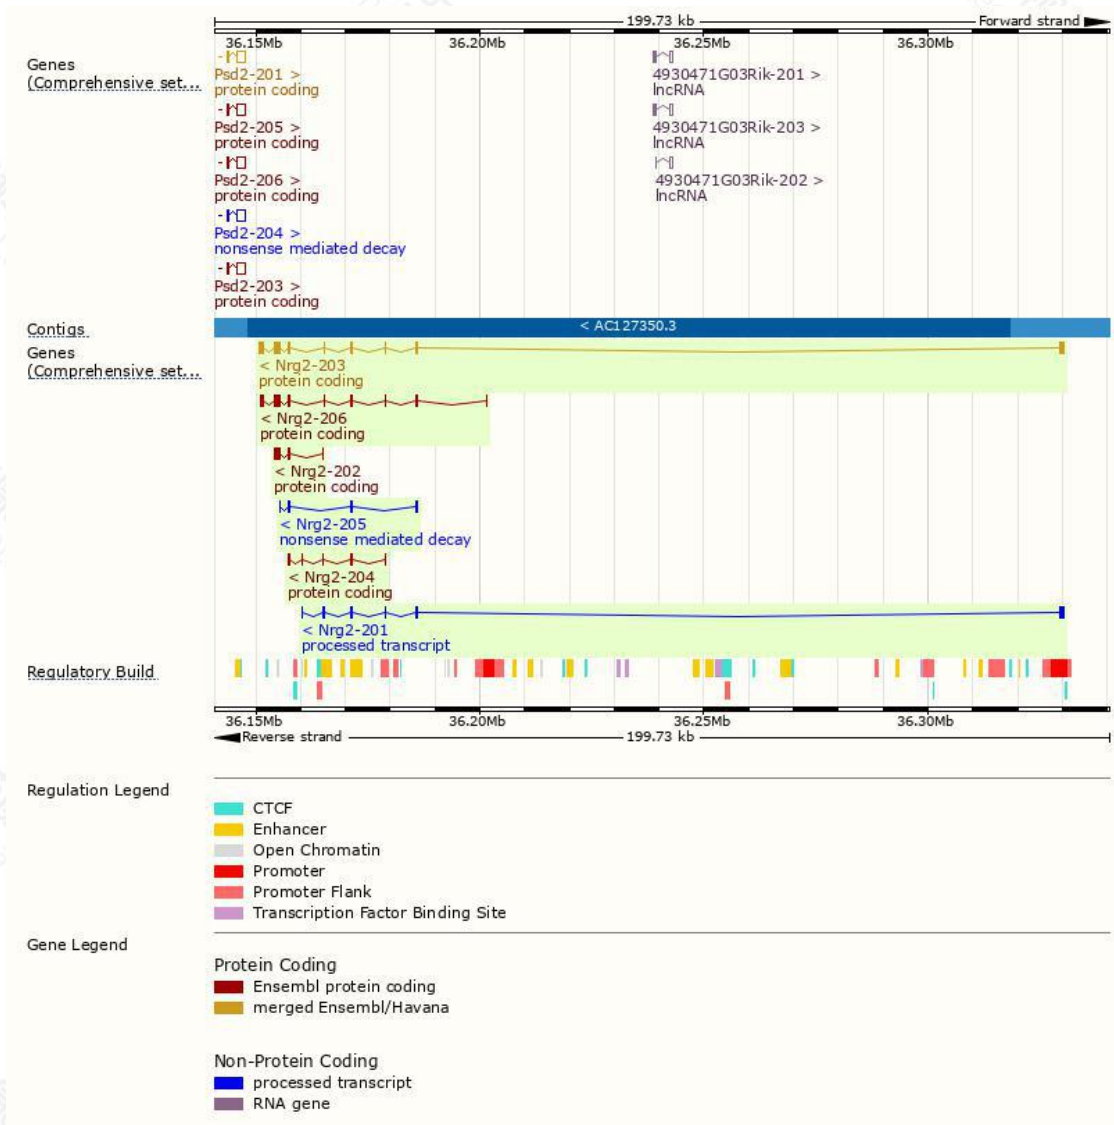 199.73 kb
Forward strand
36.15Mb 36.20Mb 36.25Mb 36.30Mb
Genes
(Comprehensive set...
Psd2-201 >
protein coding
4930471G03Rik-201 >
lncRNA
Psd2-205 >
protein coding
4930471G03Rik-203 >
lncRNA
Psd2-206 >
protein coding
4930471G03Rik-202 >
lncRNA
Psd2-204 >
nonsense mediated decay
Psd2-203 >
protein coding
Contigs
< AC127350.3
Genes
(Comprehensive set...
< Nrg2-203
protein coding
< Nrg2-206
protein coding
< Nrg2-202
protein coding
< Nrg2-205
nonsense mediated decay
< Nrg2-204
protein coding
< Nrg2-201
processed transcript
Regulatory Build
36.15Mb 36.20Mb 36.25Mb 36.30Mb
Reverse strand
199.73 kb
Regulation Legend
CTCF
Enhancer
Open Chromatin
Promoter
Promoter Flank
Transcription Factor Binding Site
Gene Legend
Protein Coding
Ensembl protein coding
merged Ensembl/Havana
Non-Protein Coding
processed transcript
RNA gene